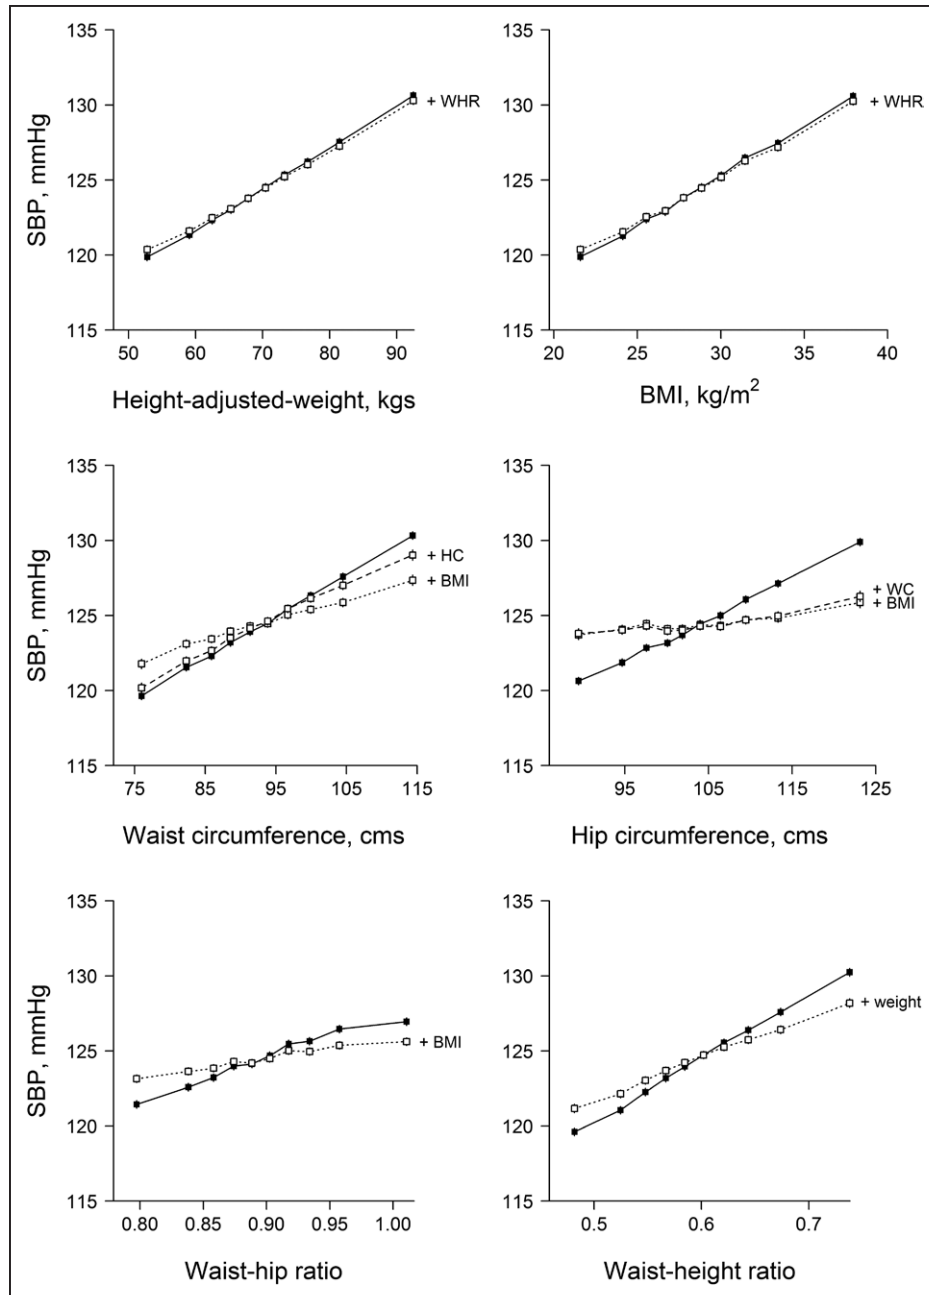 135
130
125
120
115
SBP, mmHg
+ WHR
50 60 70 80 90
Height-adjusted-weight, kgs
135
130
125
120
115
+ WHR
20 25 30 35 40
BMI, kg/m²
135
130
125
120
115
SBP, mmHg
+ HC
+ BMI
75 85 95 105 115
Waist circumference, cms
135
130
125
120
115
+ WC
+ BMI
95 105 115 125
Hip circumference, cms
135
130
125
120
115
SBP, mmHg
+ BMI
0.80 0.85 0.90 0.95 1.00
Waist-hip ratio
135
130
125
120
115
+ weight
0.5 0.6 0.7
Waist-height ratio